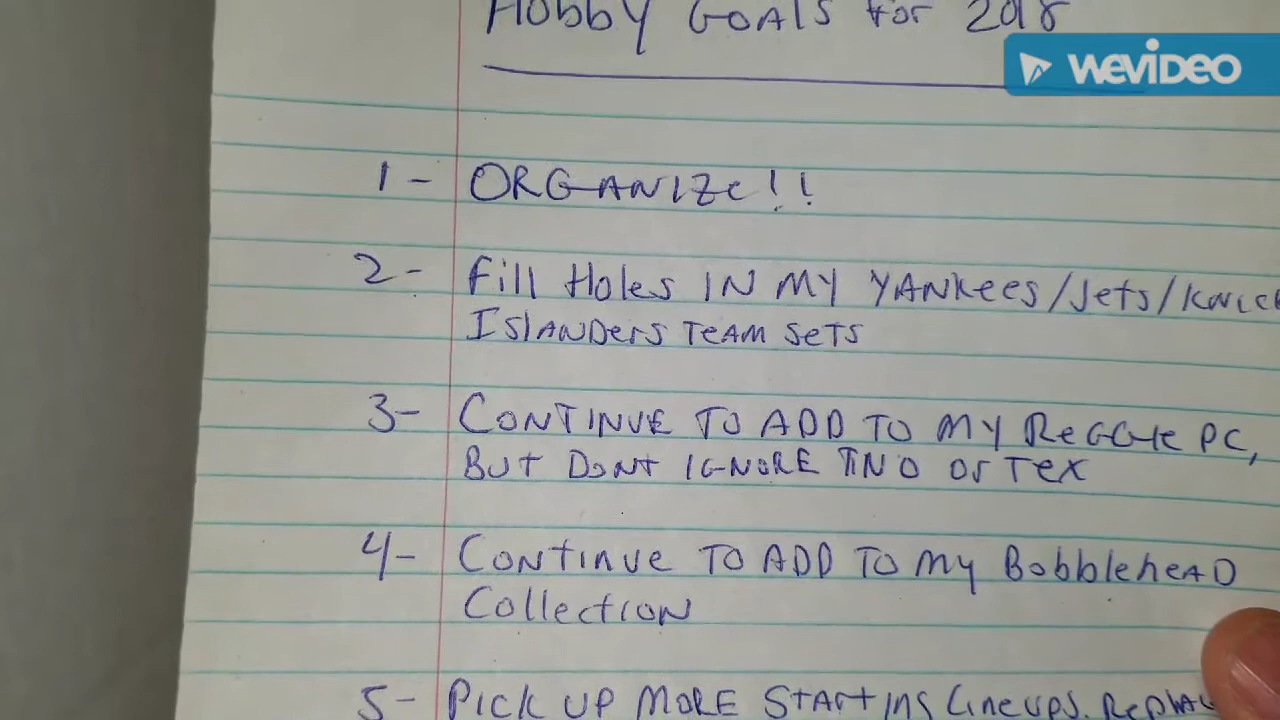 Hobby Goals for 2018
WEVIDEO
1- ORGANIZe!!
2- Fill Holes IN MY YANkees/Jets/
IslANDers TeAM SeTS
3- CONTINUE TO ADD TO MY ReGGIe PC,
BUT DONT IGNORE TINO or Tex
4- CONtiNue TO ADD TO My BobbleheAD
CollectION
5- PICK UP MORE StArtINg LINeups.